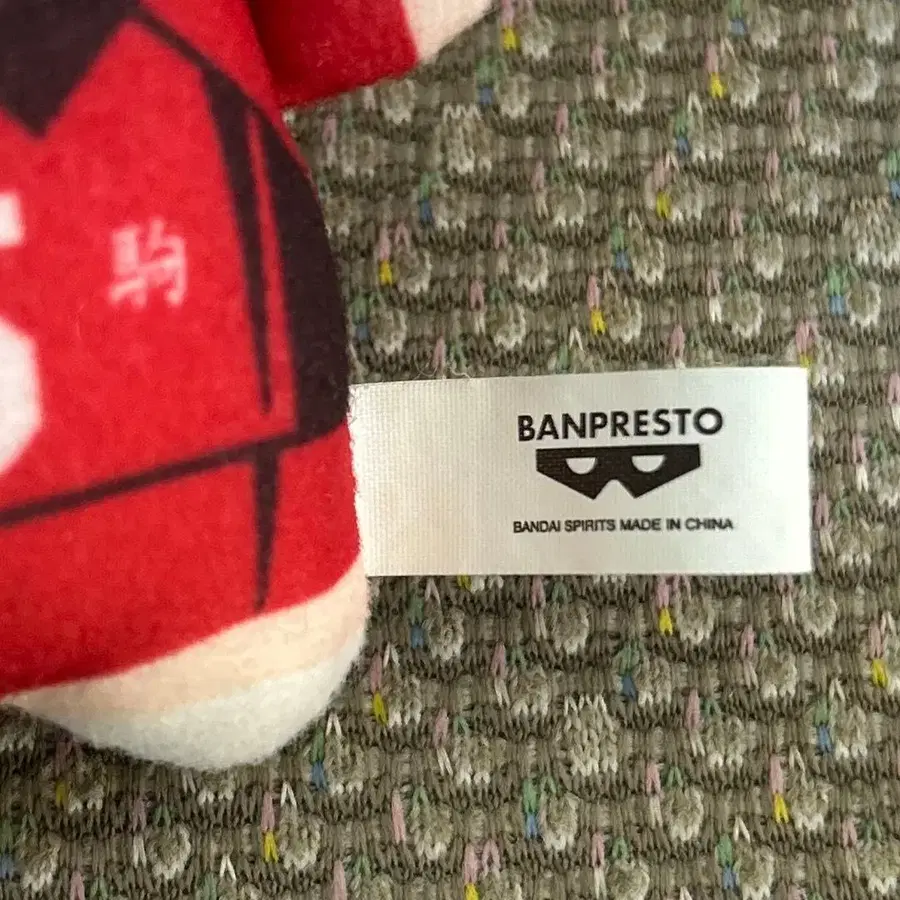 駒
BANPRESTO
BANDAI SPIRITS MADE IN CHINA